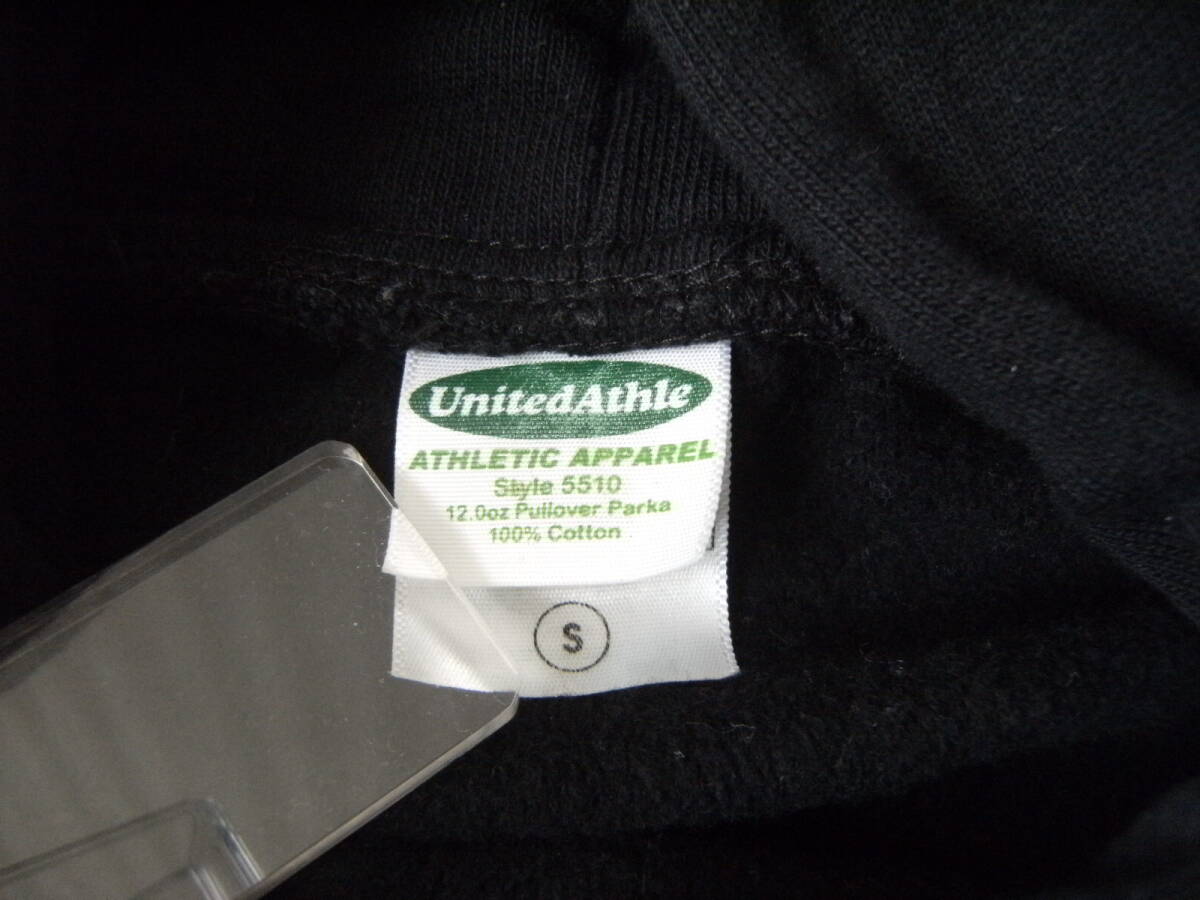 UnitedAthle
ATHLETIC APPAREL
Style 5510
12.0oz Pullover Parka
100% Cotton
S